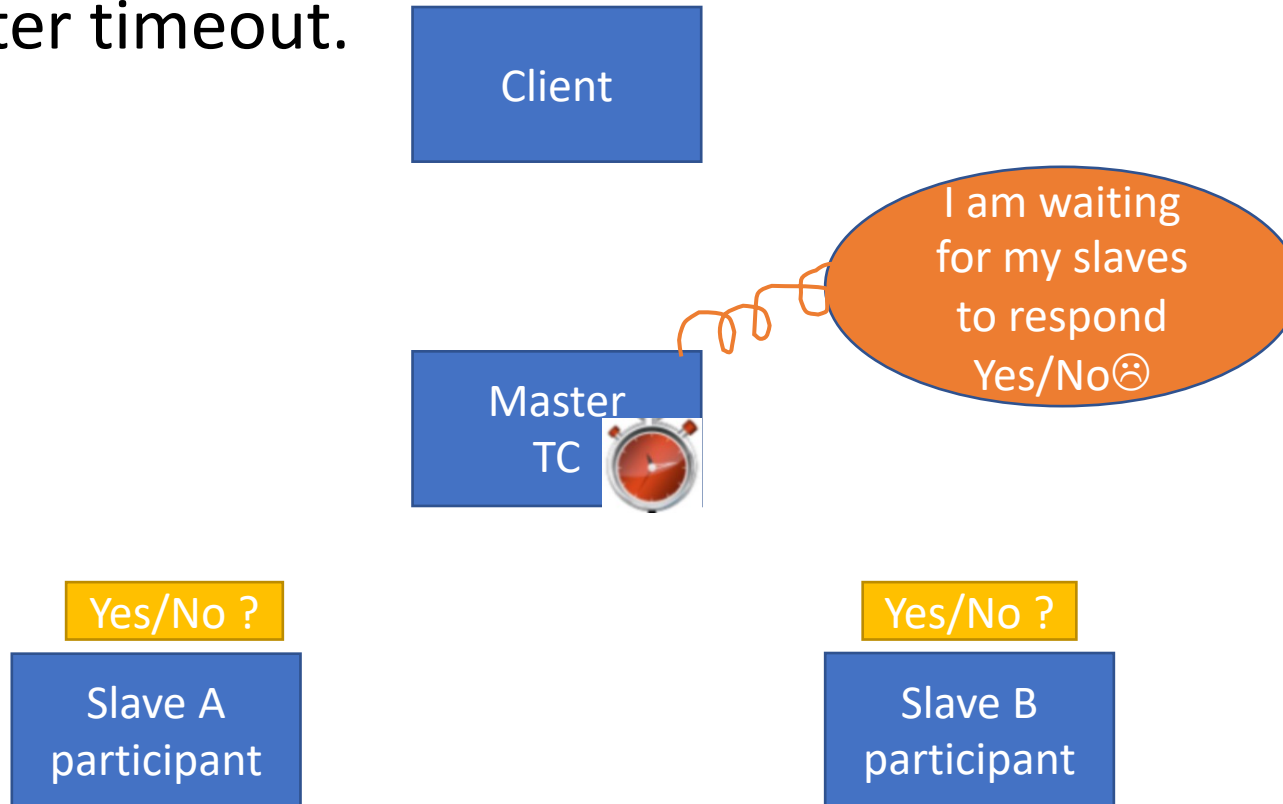 timeout.
Client
I am waiting
for my slaves
to respond
Yes/No☹
Master
TC
Yes/No ?
Yes/No ?
Slave A
participant
Slave B
participant